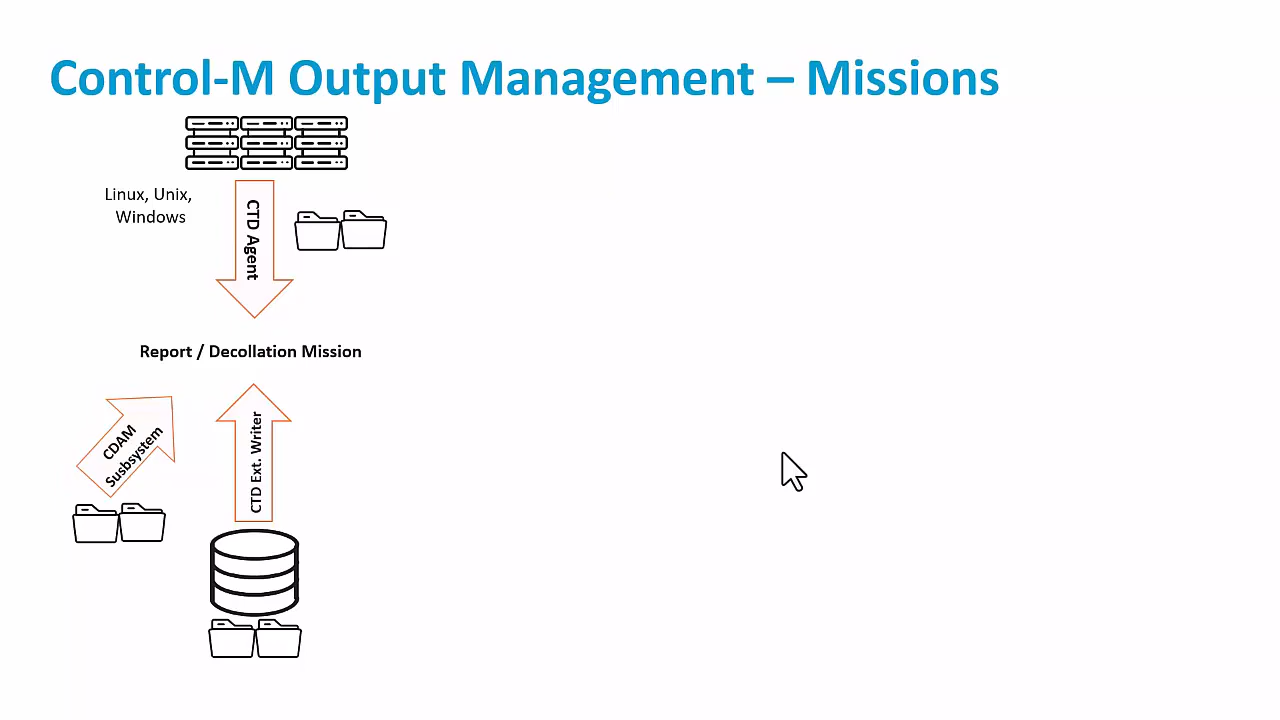 Control-M Output Management – Missions
Linux, Unix,
Windows
CTD Agent
Report / Decollation Mission
CDAM
Susbsystem
CTD Ext. Writer